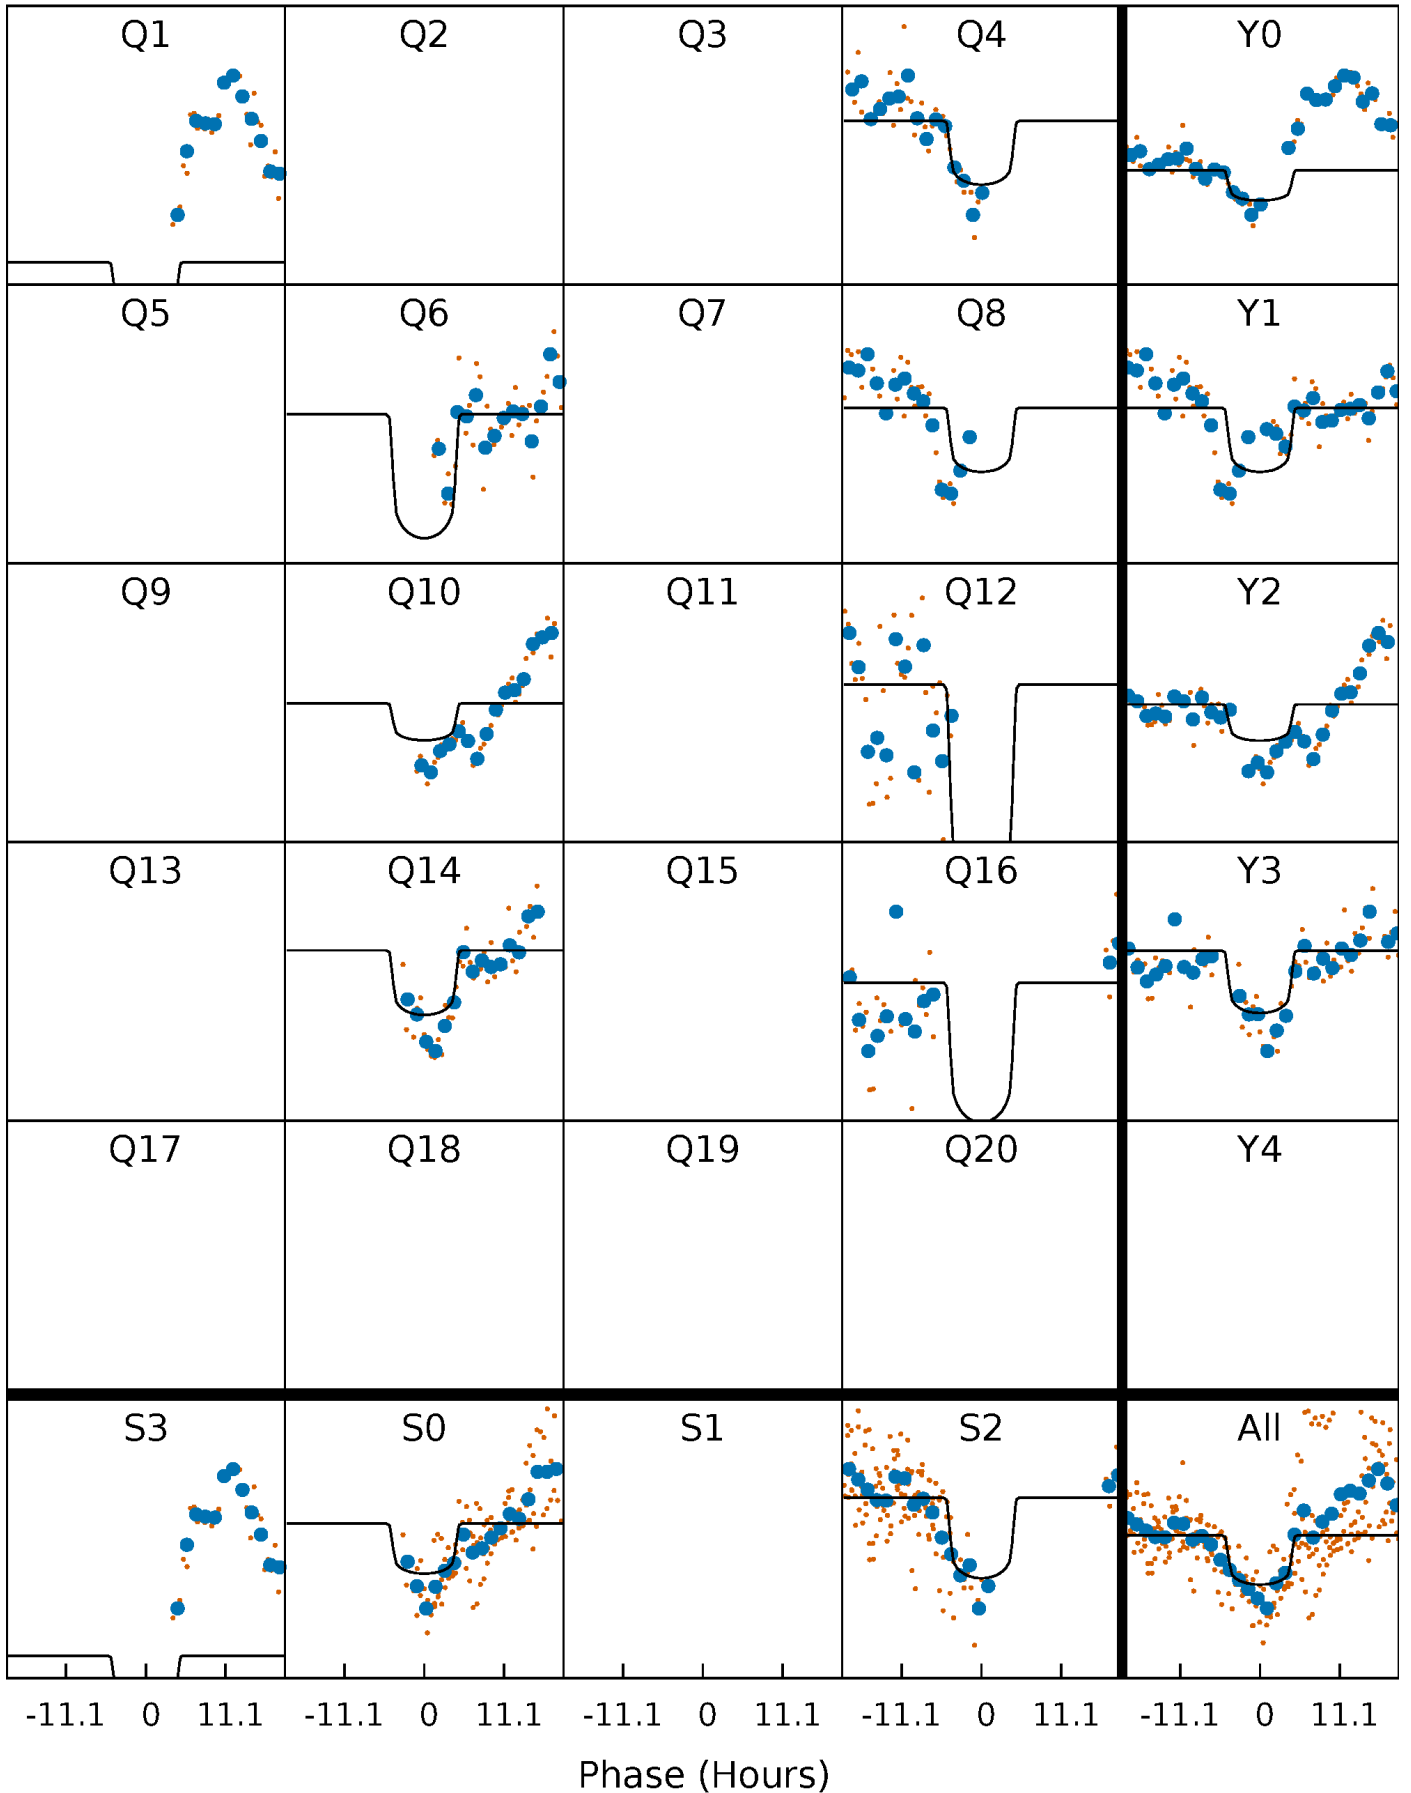 Q1 Q2 Q3 Q4 Y0
Q5 Q6 Q7 Q8 Y1
Q9 Q10 Q11 Q12 Y2
Q13 Q14 Q15 Q16 Y3
Q17 Q18 Q19 Q20 Y4
S3 S0 S1 S2 All
-11.1 0 11.1 -11.1 0 11.1 -11.1 0 11.1 -11.1 0 11.1 -11.1 0 11.1
Phase (Hours)